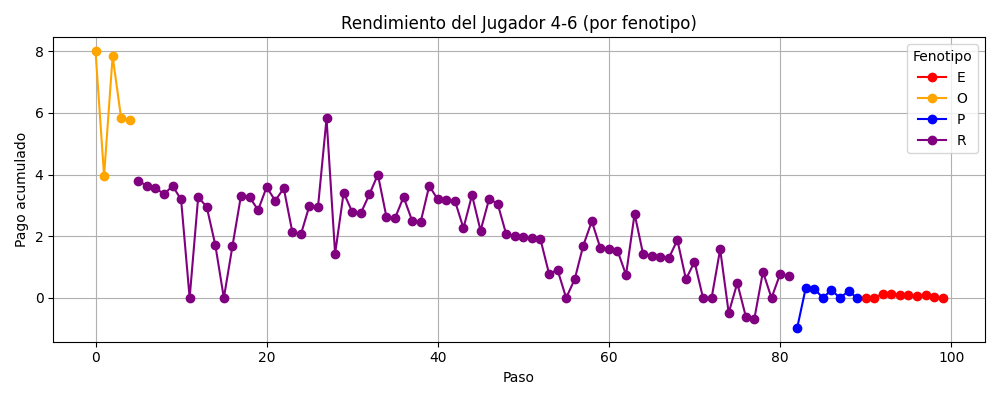 Rendimiento del Jugador 4-6 (por fenotipo)
Pago acumulado
8
6
4
2
0
Fenotipo
E
O
P
R
0 20 40 60 80 100
Paso